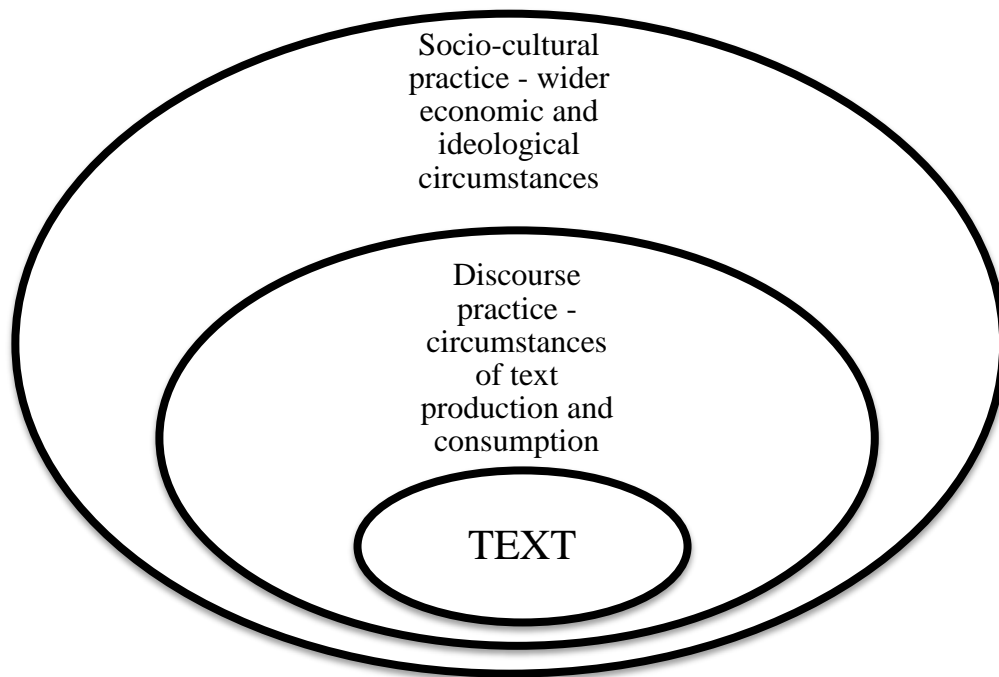 Socio-cultural
practice - wider
economic and
ideological
circumstances
Discourse
practice -
circumstances
of text
production and
consumption
TEXT